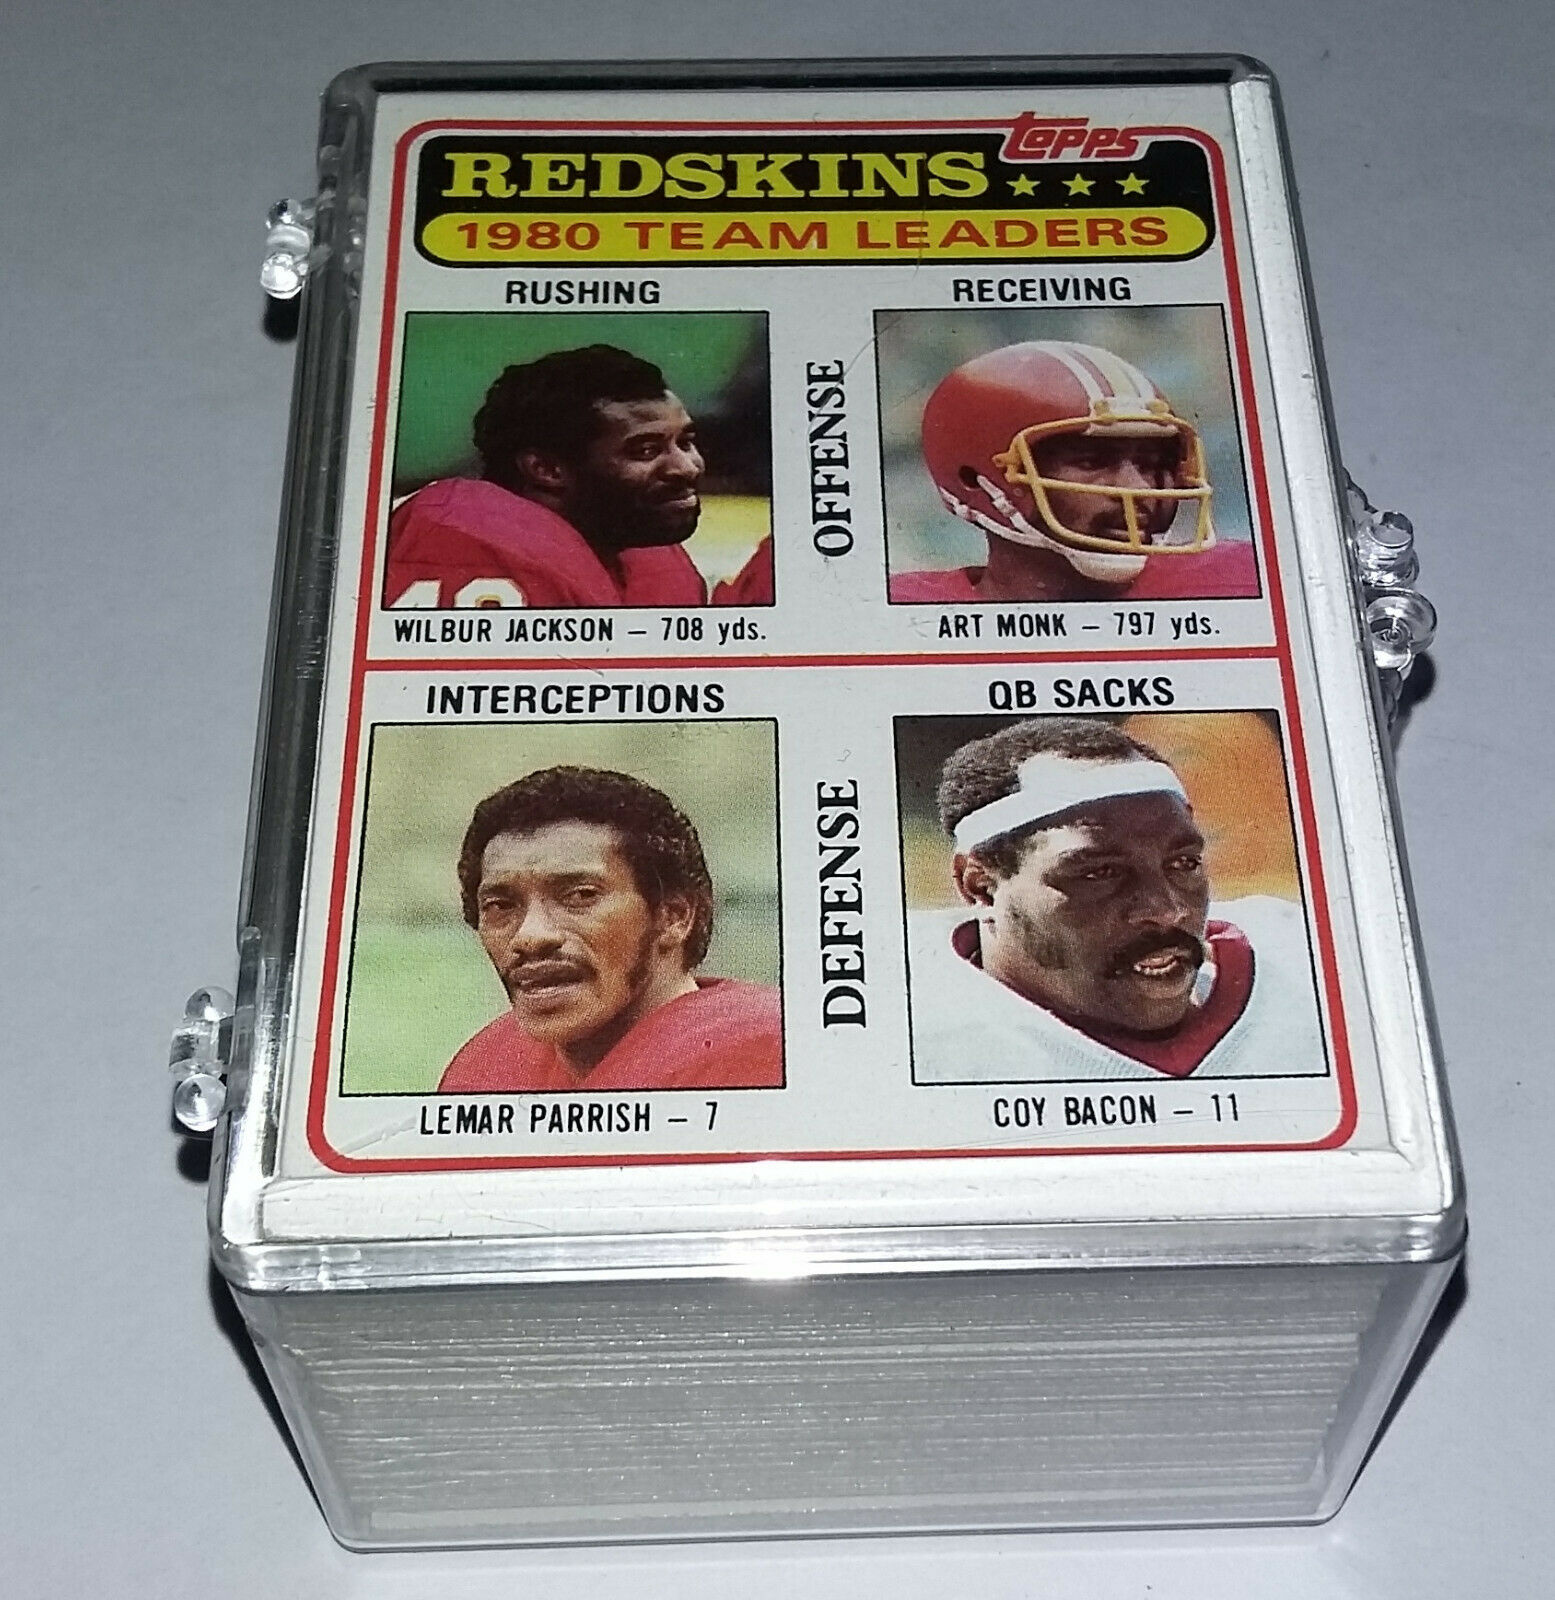 topps
REDSKINS
1980 TEAM LEADERS
RUSHING
RECEIVING
OFFENSE
WILBUR JACKSON – 708 yds.
ART MONK – 797 yds.
INTERCEPTIONS
QB SACKS
DEFENSE
LEMAR PARRISH – 7
COY BACON – 11